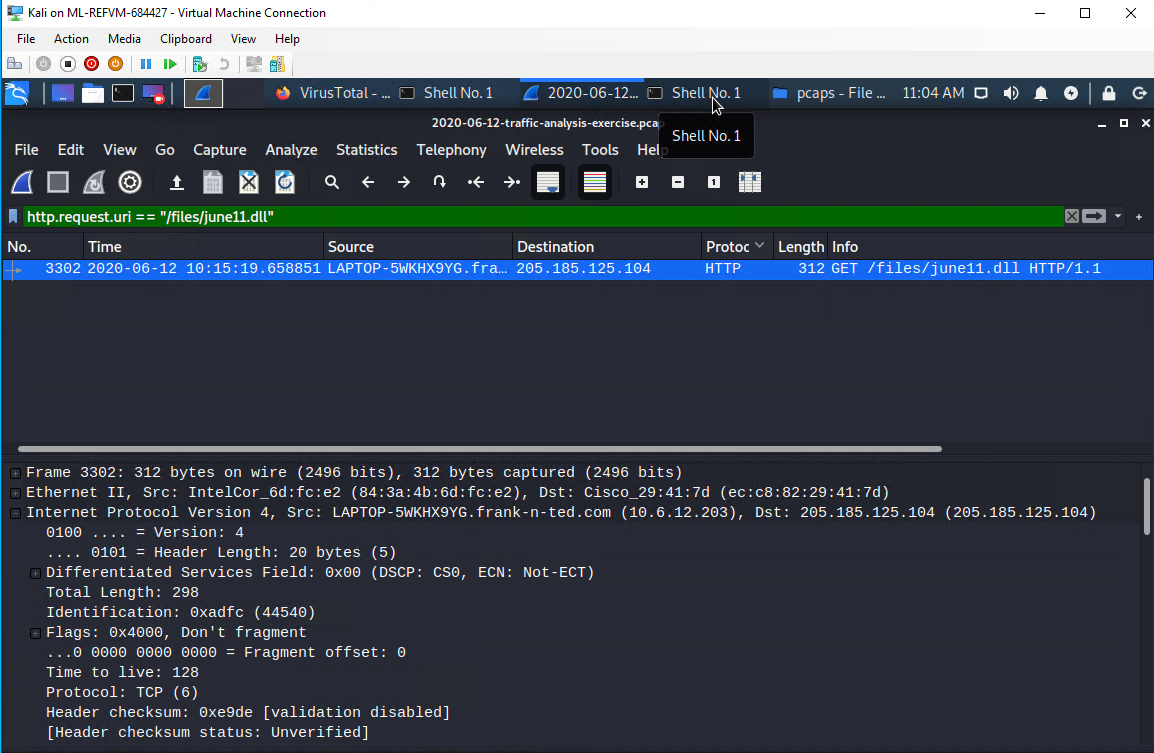 Kali on ML-REFVM-684427 - Virtual Machine Connection
File Action Media Clipboard View Help
VirusTotal - ... Shell No. 1 2020-06-12... Shell No. 1 pcaps - File ... 11:04 AM
2020-06-12-traffic-analysis-exercise.pcap
Shell No. 1
File Edit View Go Capture Analyze Statistics Telephony Wireless Tools Help
http.request.uri == "/files/june11.dll"
No. Time Source Destination Protoc Length Info
3302 2020-06-12 10:15:19.658851 LAPTOP-5WKHX9YG.fra... 205.185.125.104 HTTP 312 GET /files/june11.dll HTTP/1.1
Frame 3302: 312 bytes on wire (2496 bits), 312 bytes captured (2496 bits)
Ethernet II, Src: IntelCor_6d:fc:e2 (84:3a:4b:6d:fc:e2), Dst: Cisco_29:41:7d (ec:c8:82:29:41:7d)
Internet Protocol Version 4, Src: LAPTOP-5WKHX9YG.frank-n-ted.com (10.6.12.203), Dst: 205.185.125.104 (205.185.125.104)
0100 .... = Version: 4
.... 0101 = Header Length: 20 bytes (5)
Differentiated Services Field: 0x00 (DSCP: CS0, ECN: Not-ECT)
Total Length: 298
Identification: 0xadfc (44540)
Flags: 0x4000, Don't fragment
...0 0000 0000 0000 = Fragment offset: 0
Time to live: 128
Protocol: TCP (6)
Header checksum: 0xe9de [validation disabled]
[Header checksum status: Unverified]